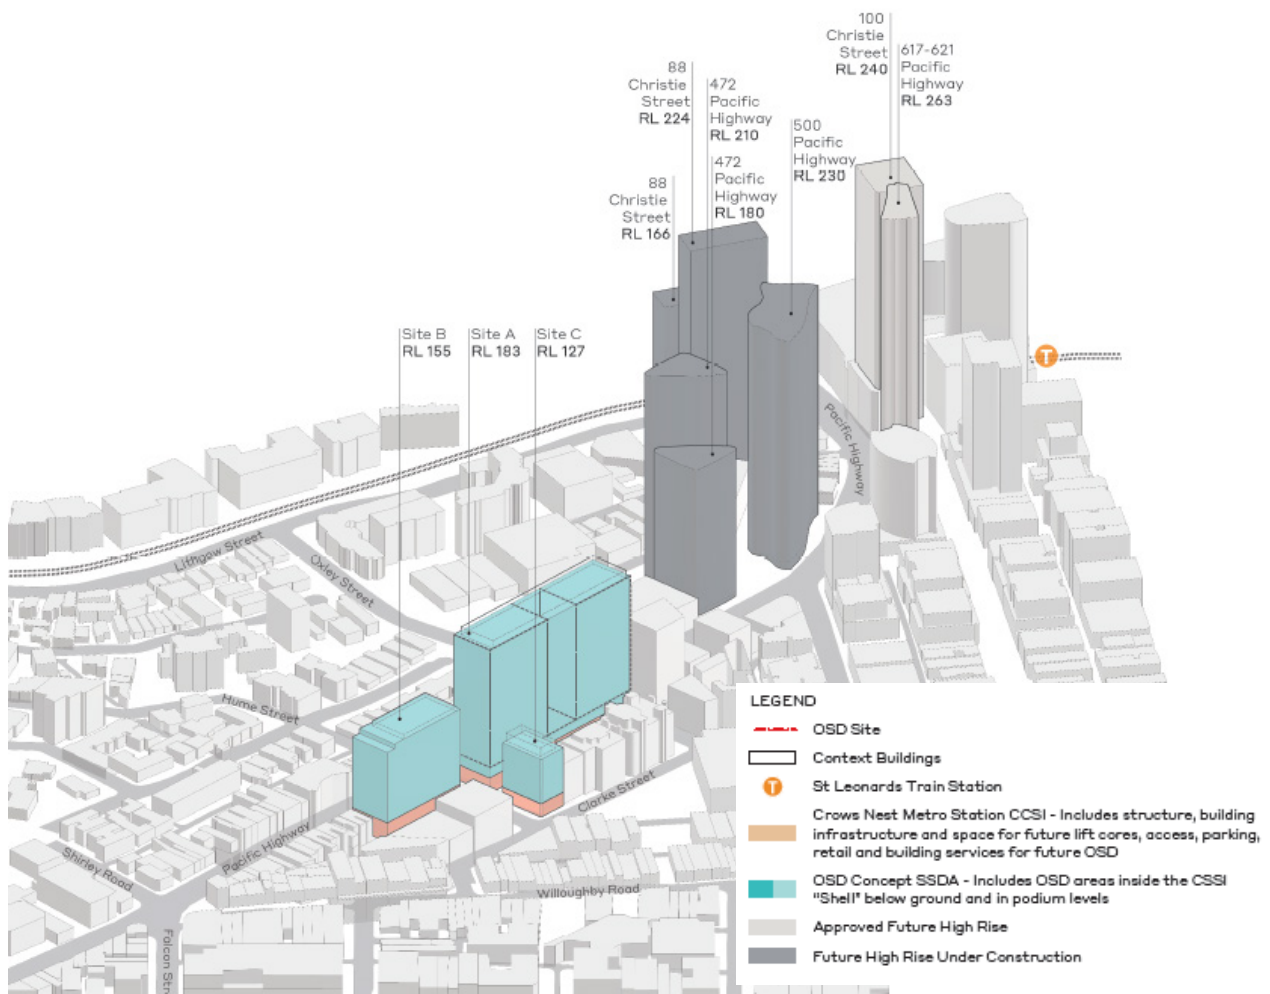 100
Christie
Street
RL 240
617-621
Pacific
Highway
RL 263
88
Christie
Street
RL 224
472
Pacific
Highway
RL 210
500
Pacific
Highway
RL 230
472
Pacific
Highway
RL 180
88
Christie
Street
RL 166
Site B
RL 155
Site A
RL 183
Site C
RL 127
T
Pacific Highway
Lithgow Street
Oxley Street
Hume Street
Clarke Street
Pacific Highway
Shirley Road
Willoughby Road
Falcon Str
LEGEND
OSD Site
Context Buildings
T St Leonards Train Station
Crows Nest Metro Station CCSI - Includes structure, building
infrastructure and space for future lift cores, access, parking,
retail and building services for future OSD
OSD Concept SSDA - Includes OSD areas inside the CSSI
"Shell" below ground and in podium levels
Approved Future High Rise
Future High Rise Under Construction